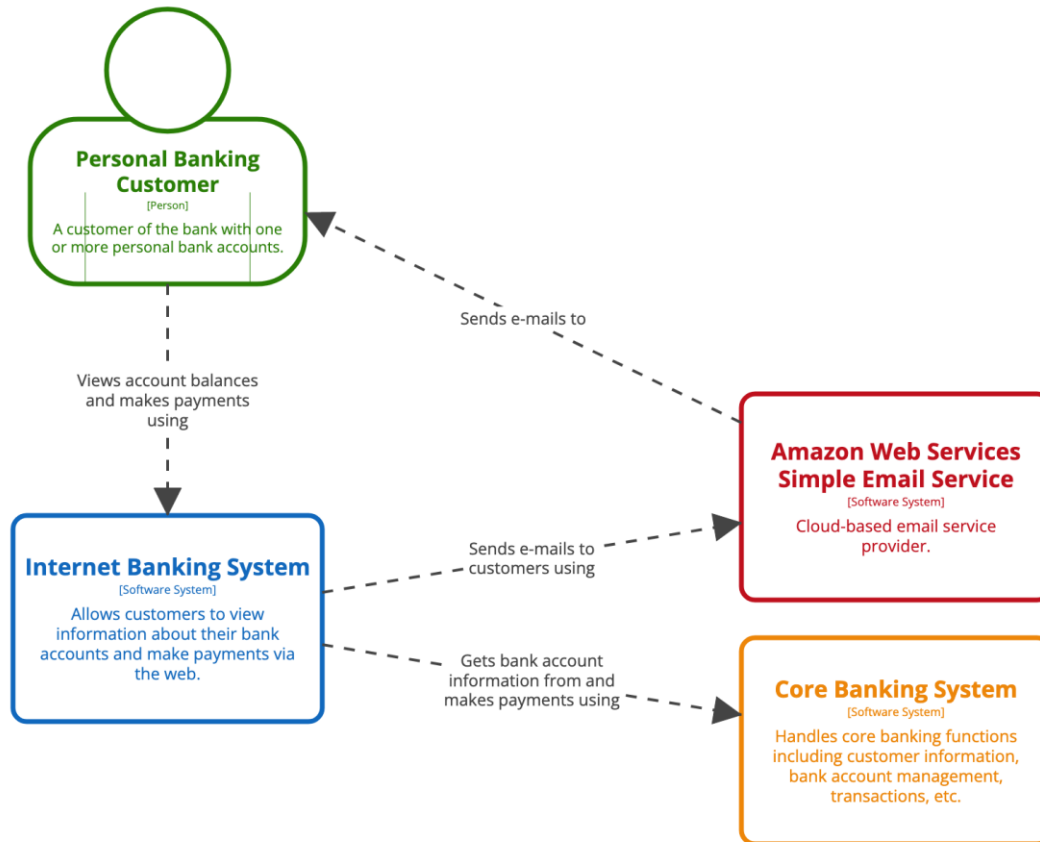 Personal Banking
Customer
[Person]
A customer of the bank with one
or more personal bank accounts.
Sends e-mails to
Views account balances
and makes payments
using
Amazon Web Services
Simple Email Service
[Software System]
Cloud-based email service
provider.
Internet Banking System
[Software System]
Allows customers to view
information about their bank
accounts and make payments via
the web.
Sends e-mails to
customers using
Gets bank account
information from and
makes payments using
Core Banking System
[Software System]
Handles core banking functions
including customer information,
bank account management,
transactions, etc.